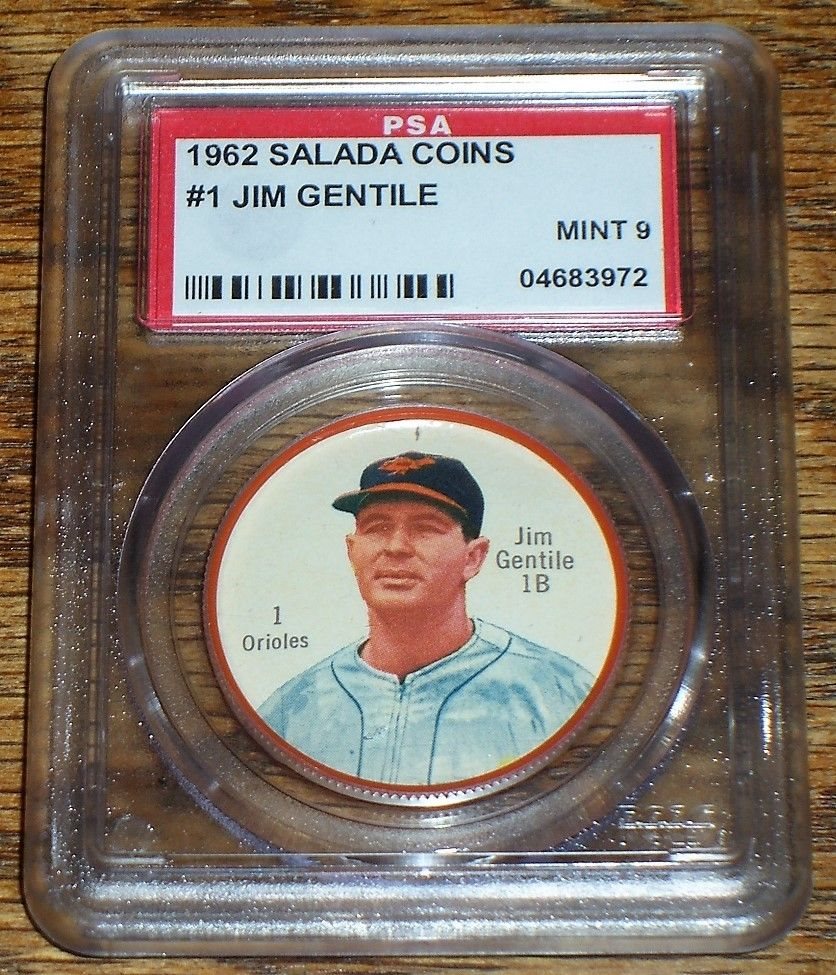 PSA
1962 SALADA COINS
#1 JIM GENTILE
MINT 9
04683972
Jim
Gentile
1B
1
Orioles